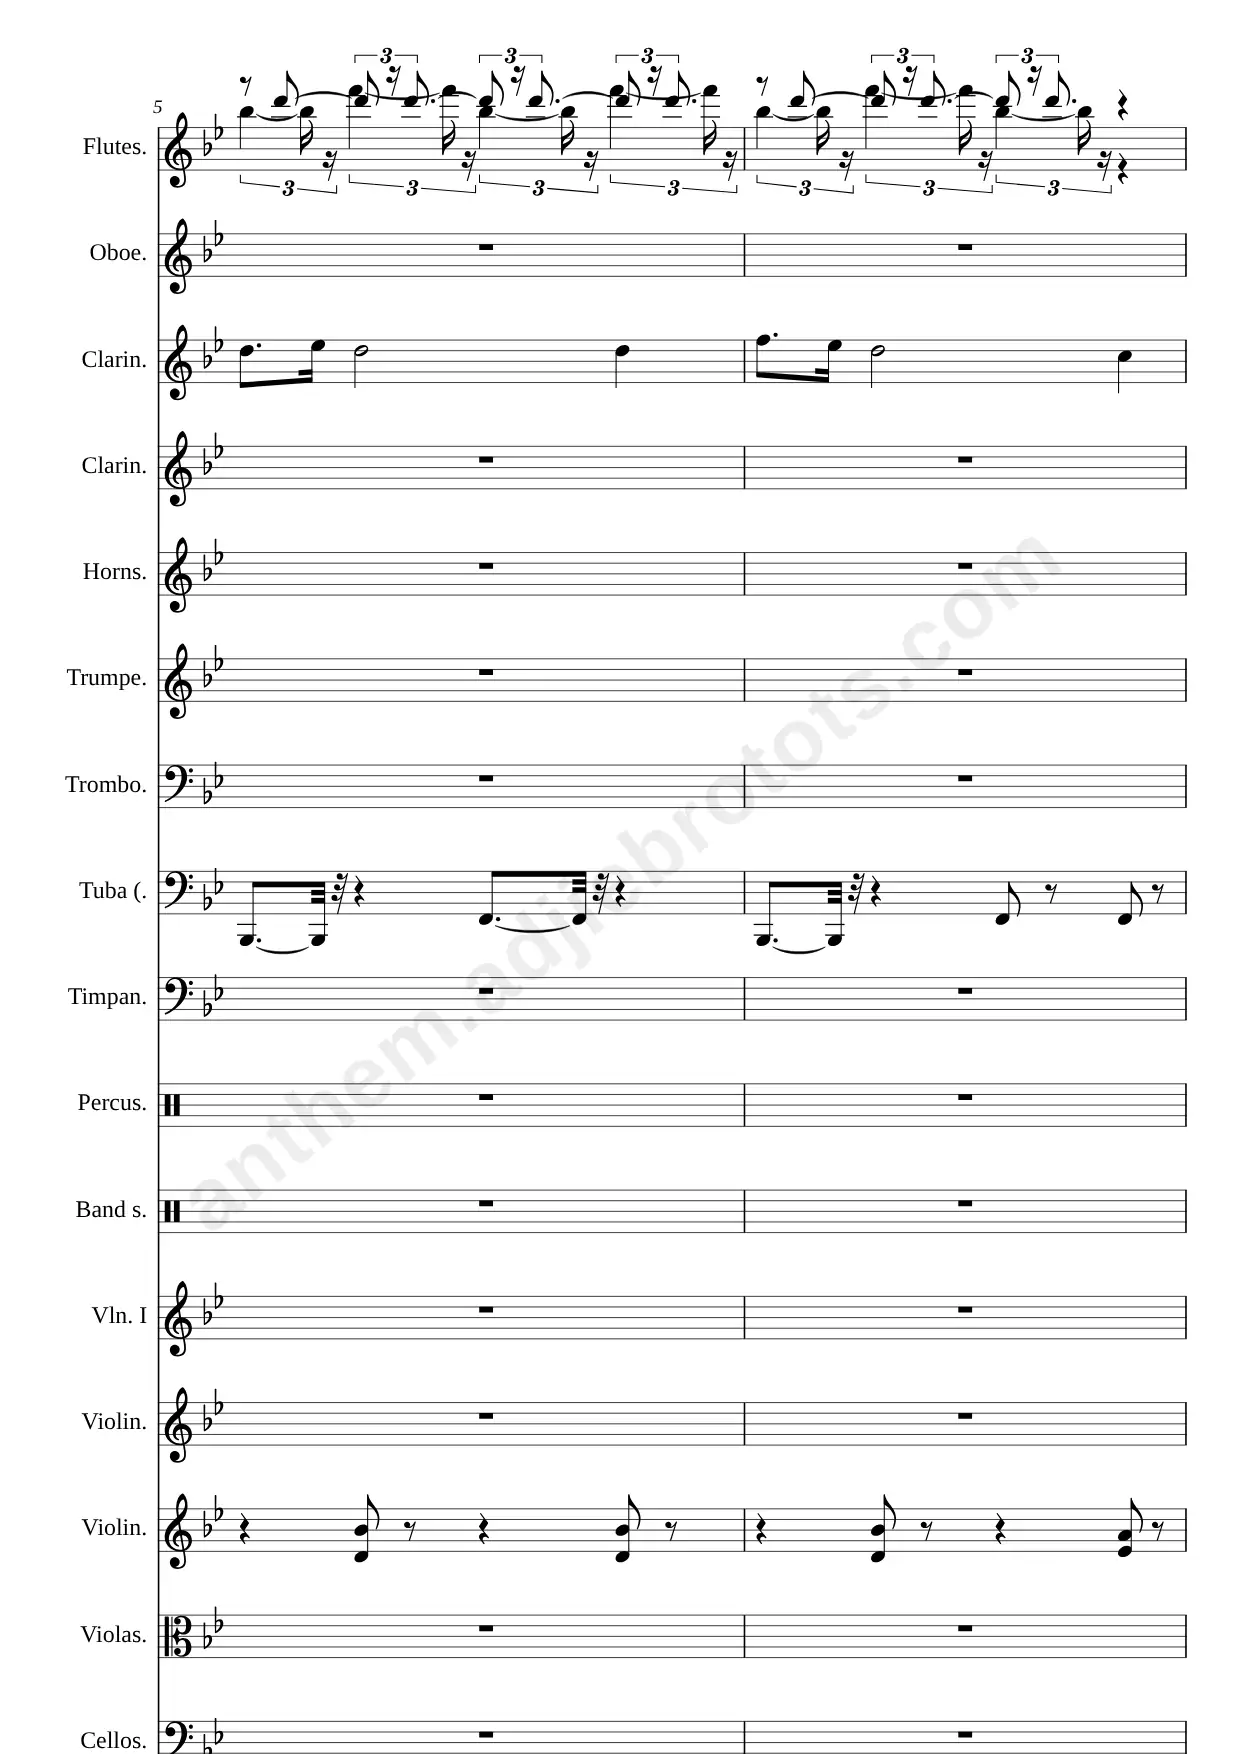 3 3 3 3 3
5
Flutes.
3 3 3 3 3 3 3
Oboe.
Clarin.
Clarin.
Horns.
Trumpe.
Trombo.
Tuba (.
Timpan.
Percus.
Band s.
Vln. I
Violin.
Violin.
Violas.
Cellos.
anthem.adjiebrotots.com